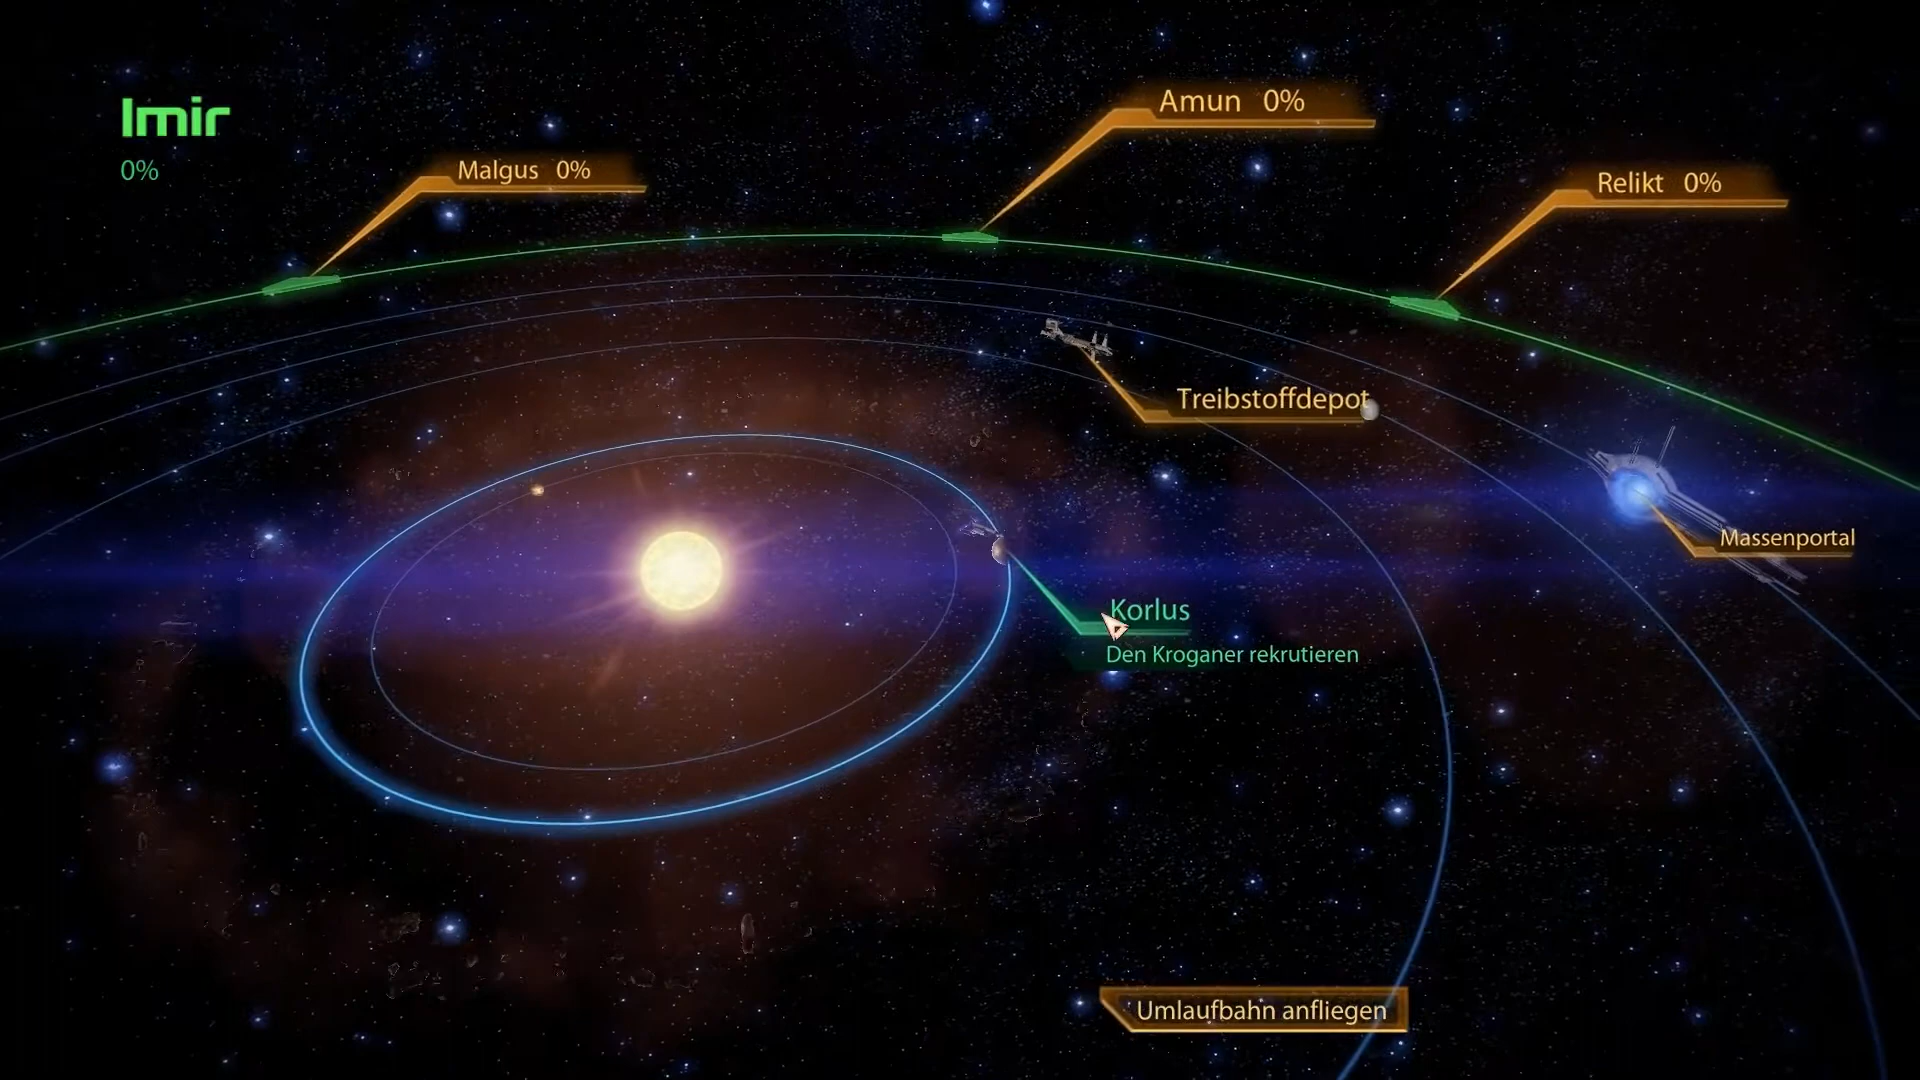 Imir
0%
Malgus 0%
Amun 0%
Relikt 0%
Treibstoffdepot
Massenportal
Korlus
Den Kroganer rekrutieren
Umlaufbahn anfliegen